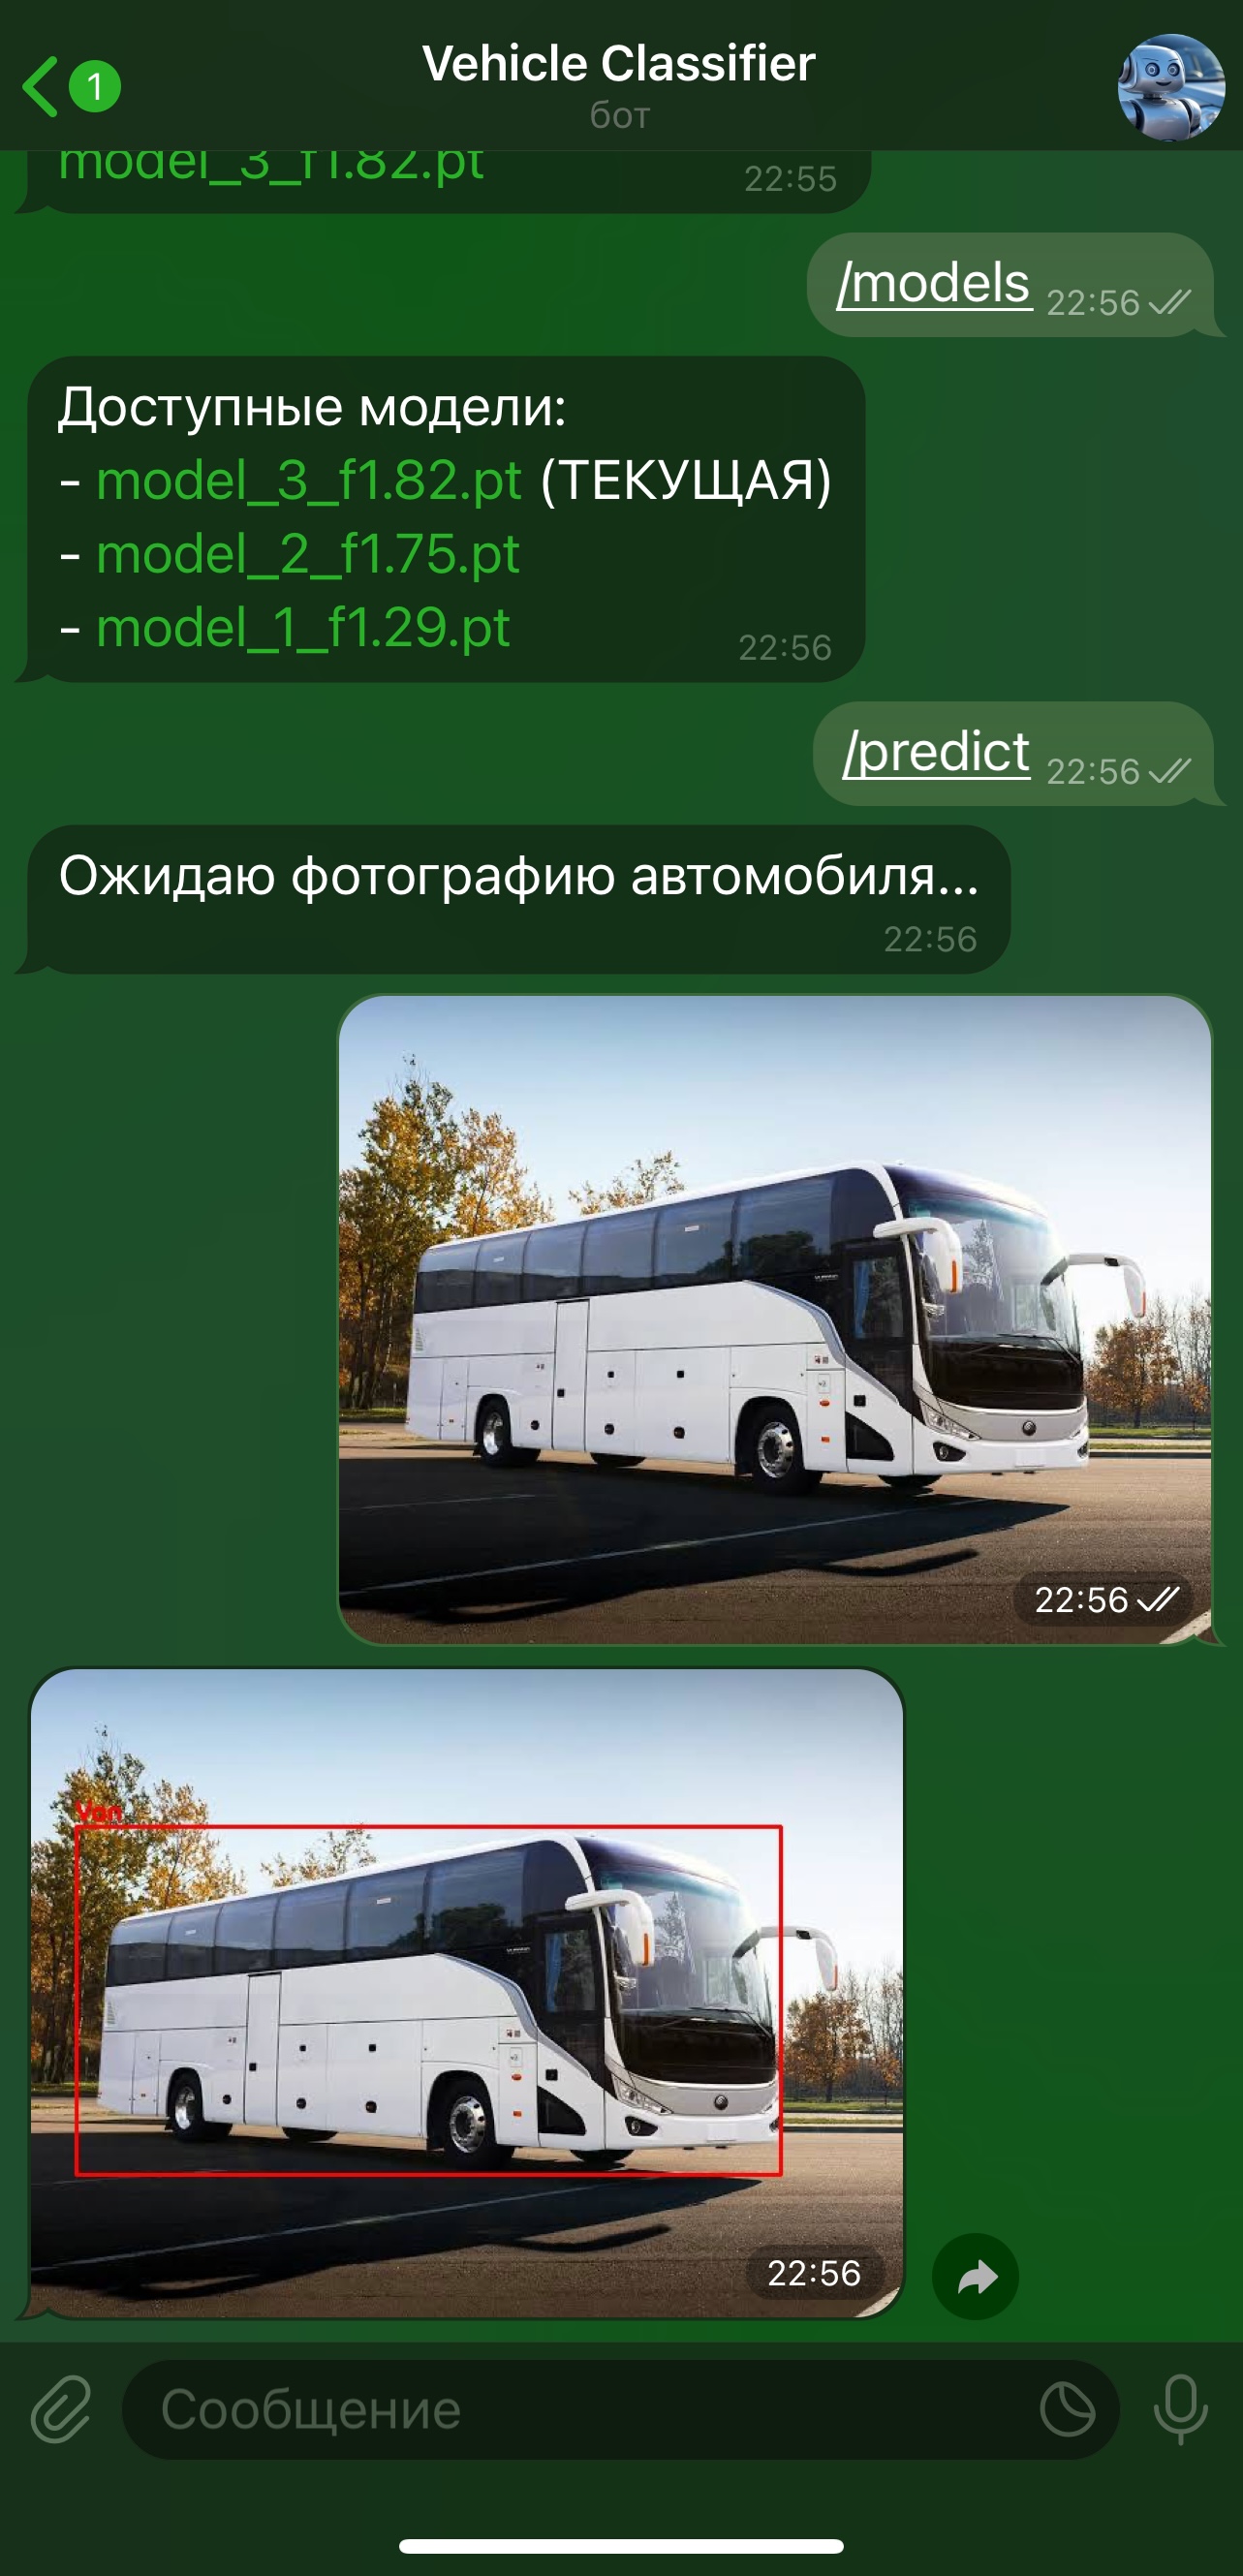 1
Vehicle Classifier
бот
model_3_f1.82.pt
22:55
/models 22:56
Доступные модели:
- model_3_f1.82.pt (ТЕКУЩАЯ)
- model_2_f1.75.pt
- model_1_f1.29.pt
22:56
/predict 22:56
Ожидаю фотографию автомобиля...
22:56
22:56
Van
22:56
Сообщение